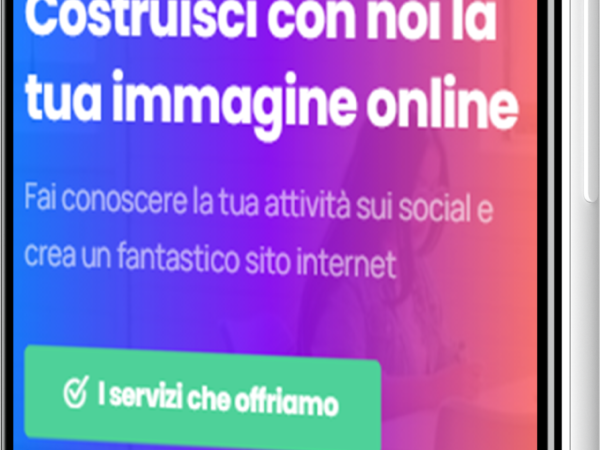 Costruisci con noi la
tua immagine online
Fai conoscere la tua attività sui social e
crea un fantastico sito internet
I servizi che offriamo